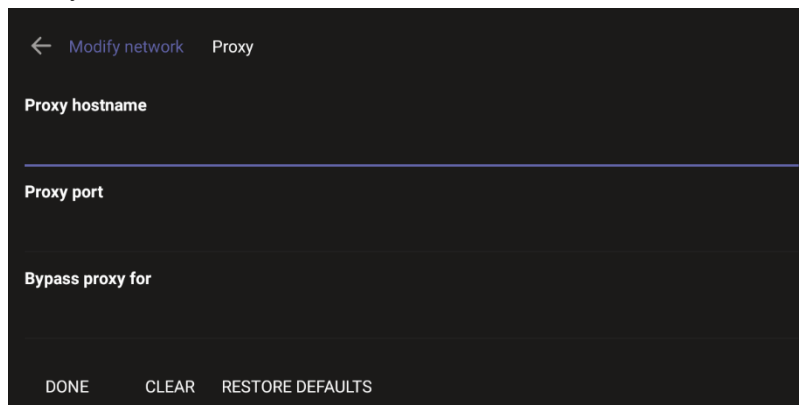 Modify network Proxy
Proxy hostname
Proxy port
Bypass proxy for
DONE CLEAR RESTORE DEFAULTS